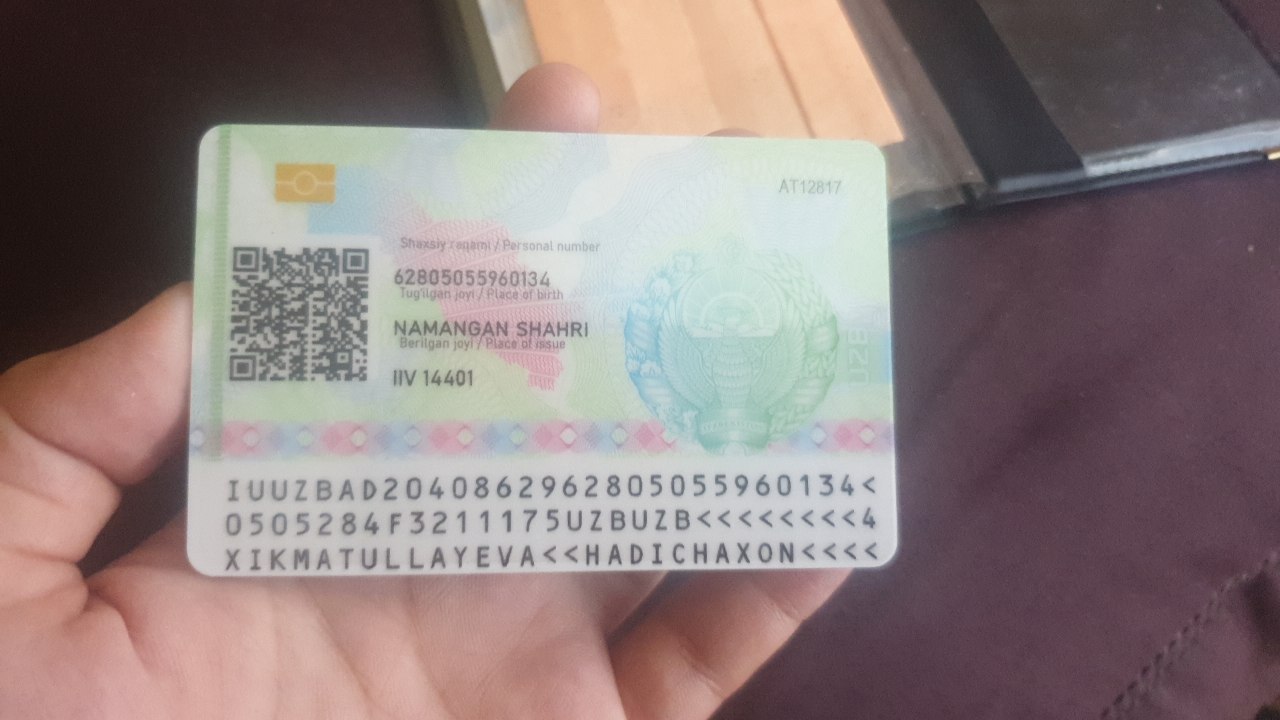 AT12817
Shaxsiy raqami / Personal number
62805055960134
Tug'ilgan joyi / Place of birth
NAMANGAN SHAHRI
Berilgan joyi / Place of issue
IIV 14401
UZB
IUUZBAD2040862962805055960134<
0505284F3211175UZBUZB<<<<<<<<4
XIKMATULLAYEVA<<HADICHAXON<<<<